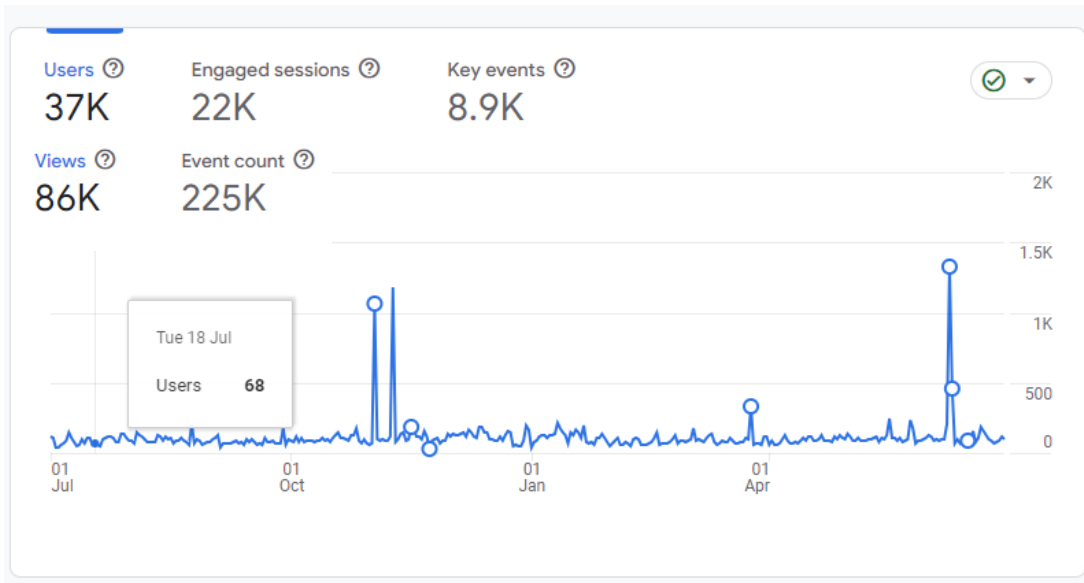 Users
Engaged sessions
Key events
37K
22K
8.9K
Views
Event count
86K
225K
2K
1.5K
1K
500
0
Tue 18 Jul
Users 68
01 Jul
01 Oct
01 Jan
01 Apr